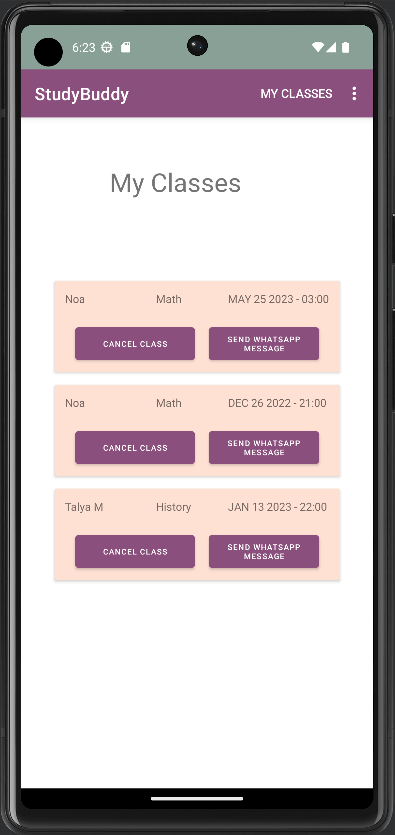 6:23
StudyBuddy MY CLASSES
My Classes
Noa Math MAY 25 2023 - 03:00
CANCEL CLASS SEND WHATSAPP
MESSAGE
Noa Math DEC 26 2022 - 21:00
CANCEL CLASS SEND WHATSAPP
MESSAGE
Talya M History JAN 13 2023 - 22:00
CANCEL CLASS SEND WHATSAPP
MESSAGE